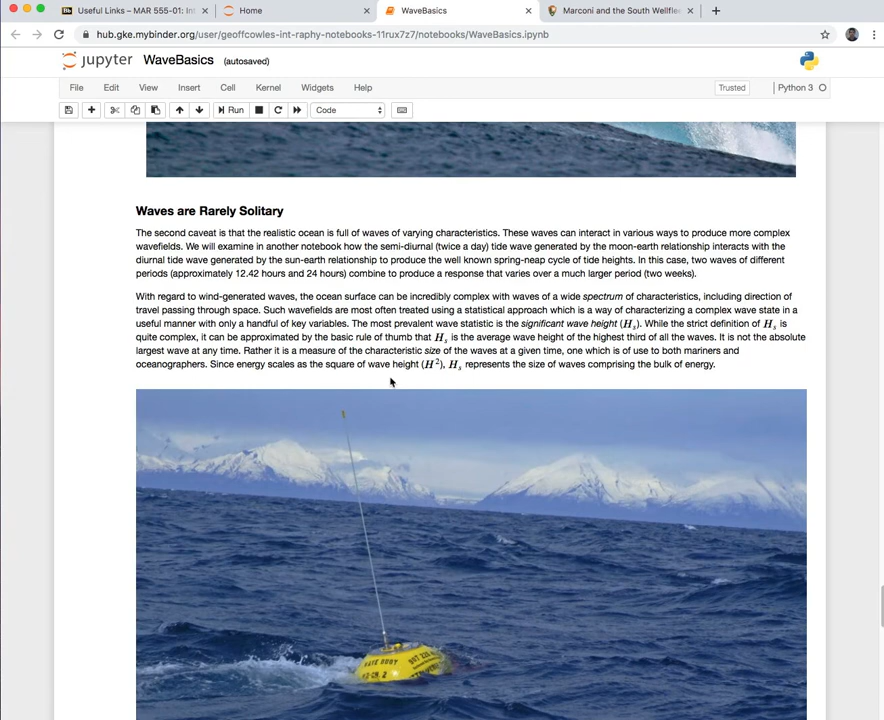 Useful Links – MAR 555-01: Int
Home
WaveBasics
Marconi and the South Wellflee
hub.gke.mybinder.org/user/geoffcowles-int-raphy-notebooks-11rux7z7/notebooks/WaveBasics.ipynb
jupyter WaveBasics (autosaved)
File Edit View Insert Cell Kernel Widgets Help Trusted Python 3
Run Code
Waves are Rarely Solitary
The second caveat is that the realistic ocean is full of waves of varying characteristics. These waves can interact in various ways to produce more complex
wavefields. We will examine in another notebook how the semi-diurnal (twice a day) tide wave generated by the moon-earth relationship interacts with the
diurnal tide wave generated by the sun-earth relationship to produce the well known spring-neap cycle of tide heights. In this case, two waves of different
periods (approximately 12.42 hours and 24 hours) combine to produce a response that varies over a much larger period (two weeks).
With regard to wind-generated waves, the ocean surface can be incredibly complex with waves of a wide spectrum of characteristics, including direction of
travel passing through space. Such wavefields are most often treated using a statistical approach which is a way of characterizing a complex wave state in a
useful manner with only a handful of key variables. The most prevalent wave statistic is the significant wave height (Hs). While the strict definition of Hs is
quite complex, it can be approximated by the basic rule of thumb that Hs is the average wave height of the highest third of all the waves. It is not the absolute
largest wave at any time. Rather it is a measure of the characteristic size of the waves at a given time, one which is of use to both mariners and
oceanographers. Since energy scales as the square of wave height (H²), Hs represents the size of waves comprising the bulk of energy.
WAVE BUOY